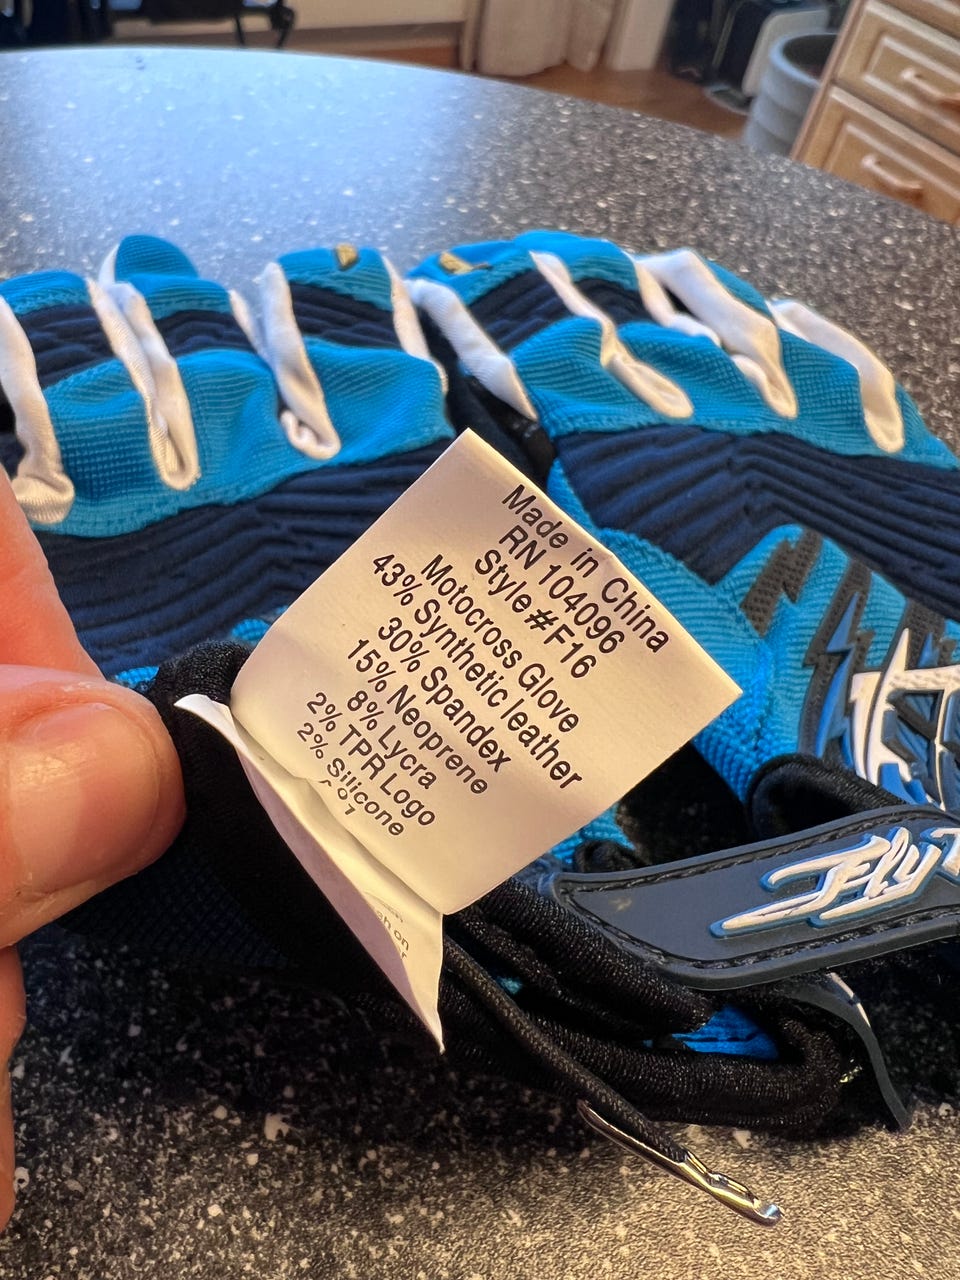 Made in China
RN 104096
Style#F16
Motocross Glove
43% Synthetic leather
30% Spandex
15% Neoprene
8% Lycra
2% TPR Logo
2% Silicone
Fly